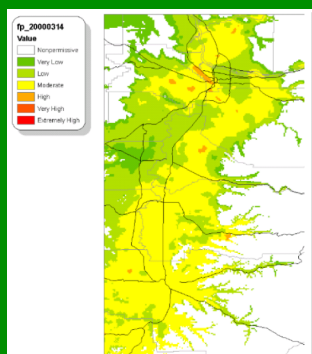 fp_20000314
Value
Nonpermissive
Very Low
Low
Moderate
High
Very High
Extremely High